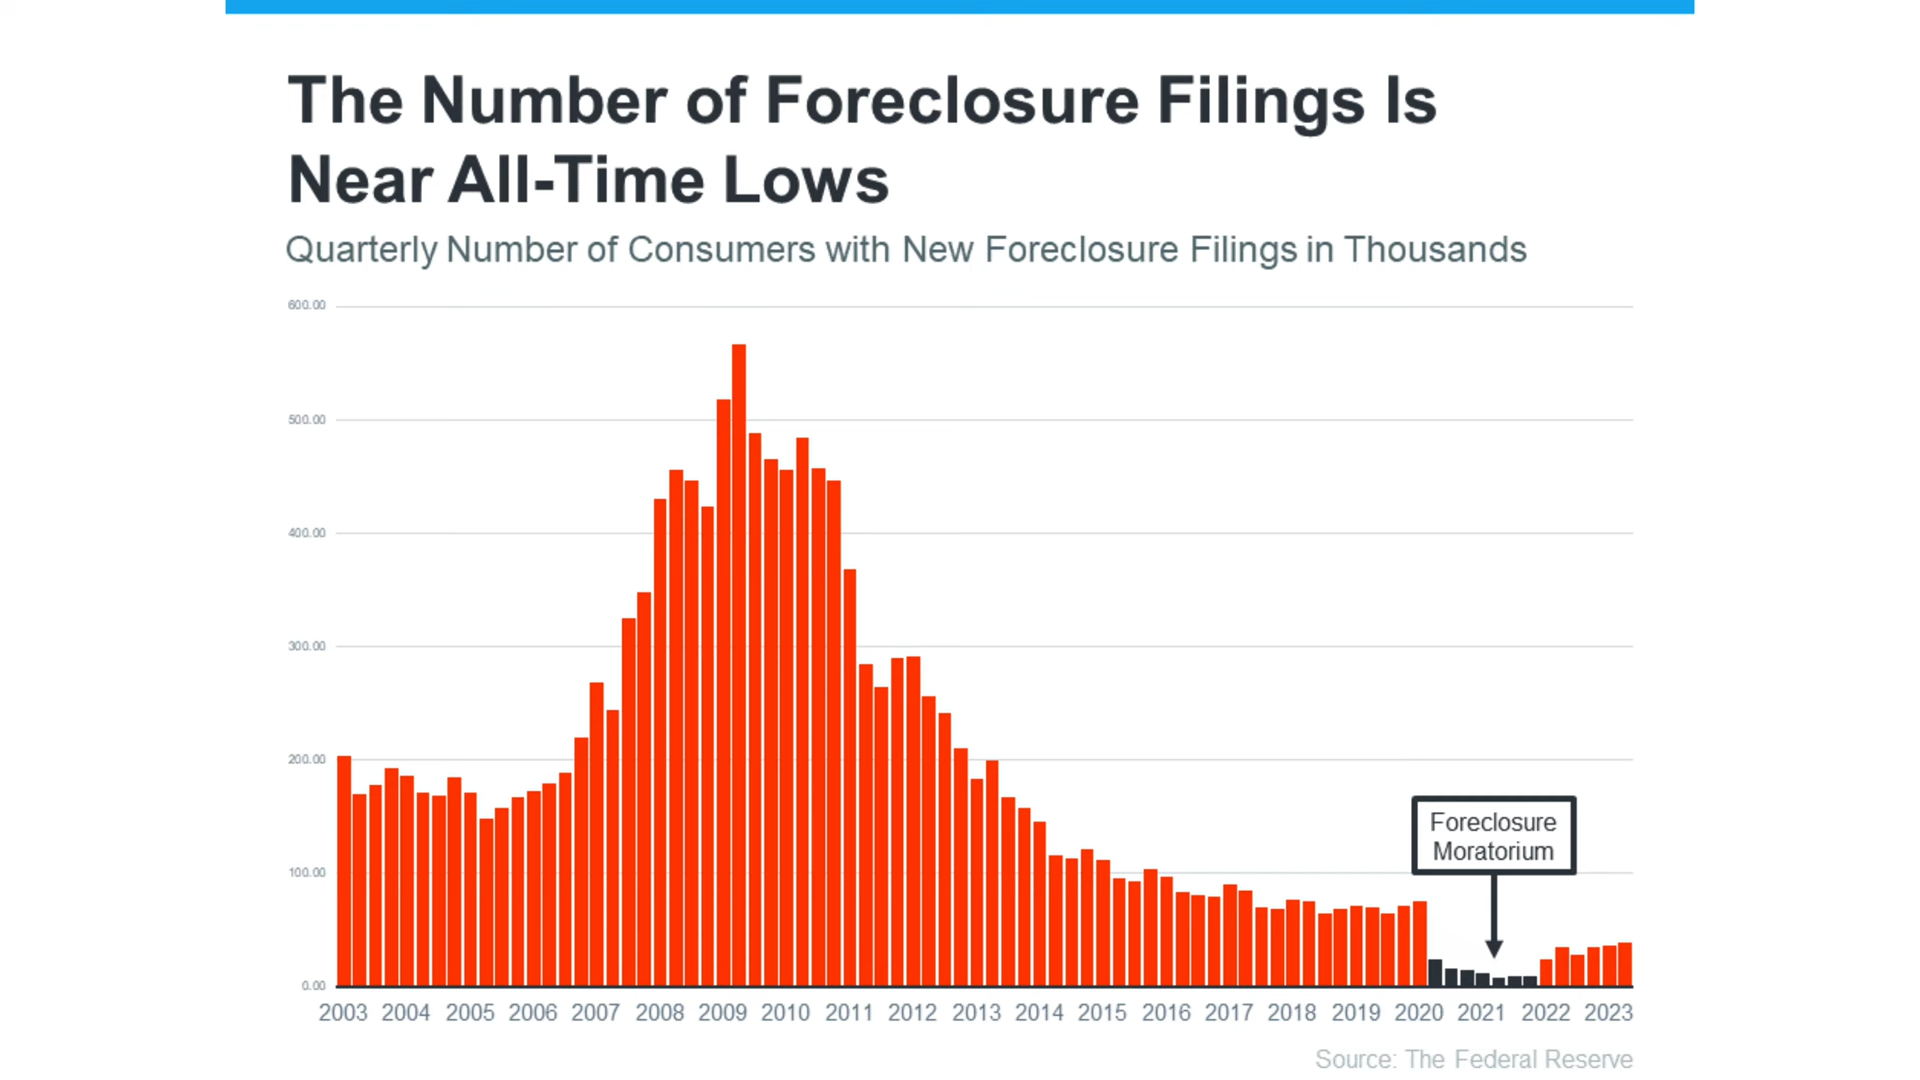 The Number of Foreclosure Filings Is
Near All-Time Lows
Quarterly Number of Consumers with New Foreclosure Filings in Thousands
600.00
500.00
400.00
300.00
200.00
100.00
0.00
Foreclosure
Moratorium
2003 2004 2005 2006 2007 2008 2009 2010 2011 2012 2013 2014 2015 2016 2017 2018 2019 2020 2021 2022 2023
Source: The Federal Reserve